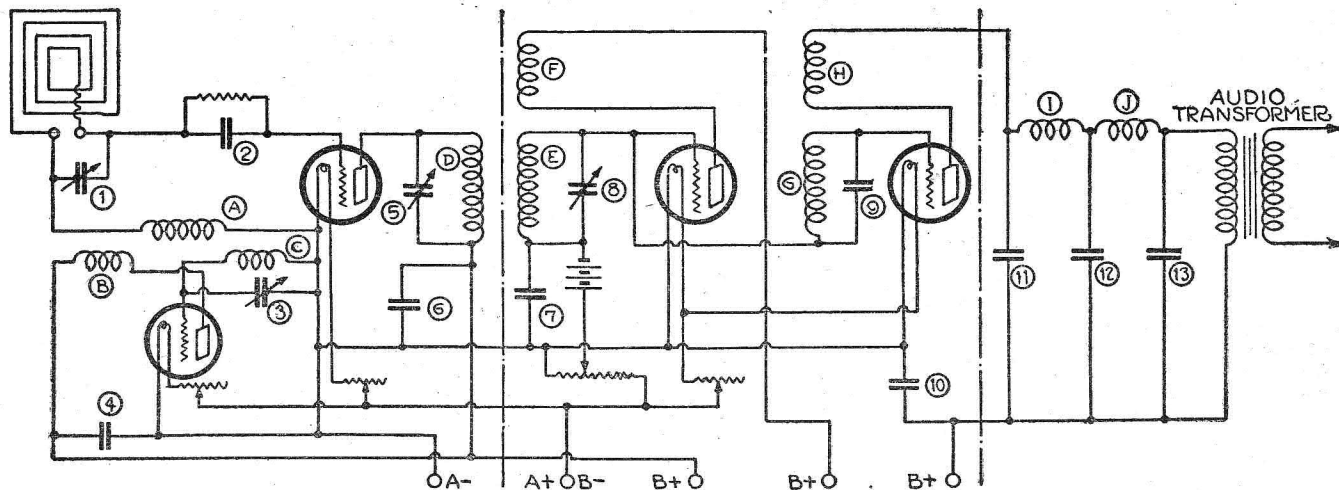 F
H
I
J
AUDIO
TRANSFORMER
2
D
E
8
G
9
1
5
A
C
B
3
6
7
11
12
13
10
4
A-
A+
B-
B+
B+
B+